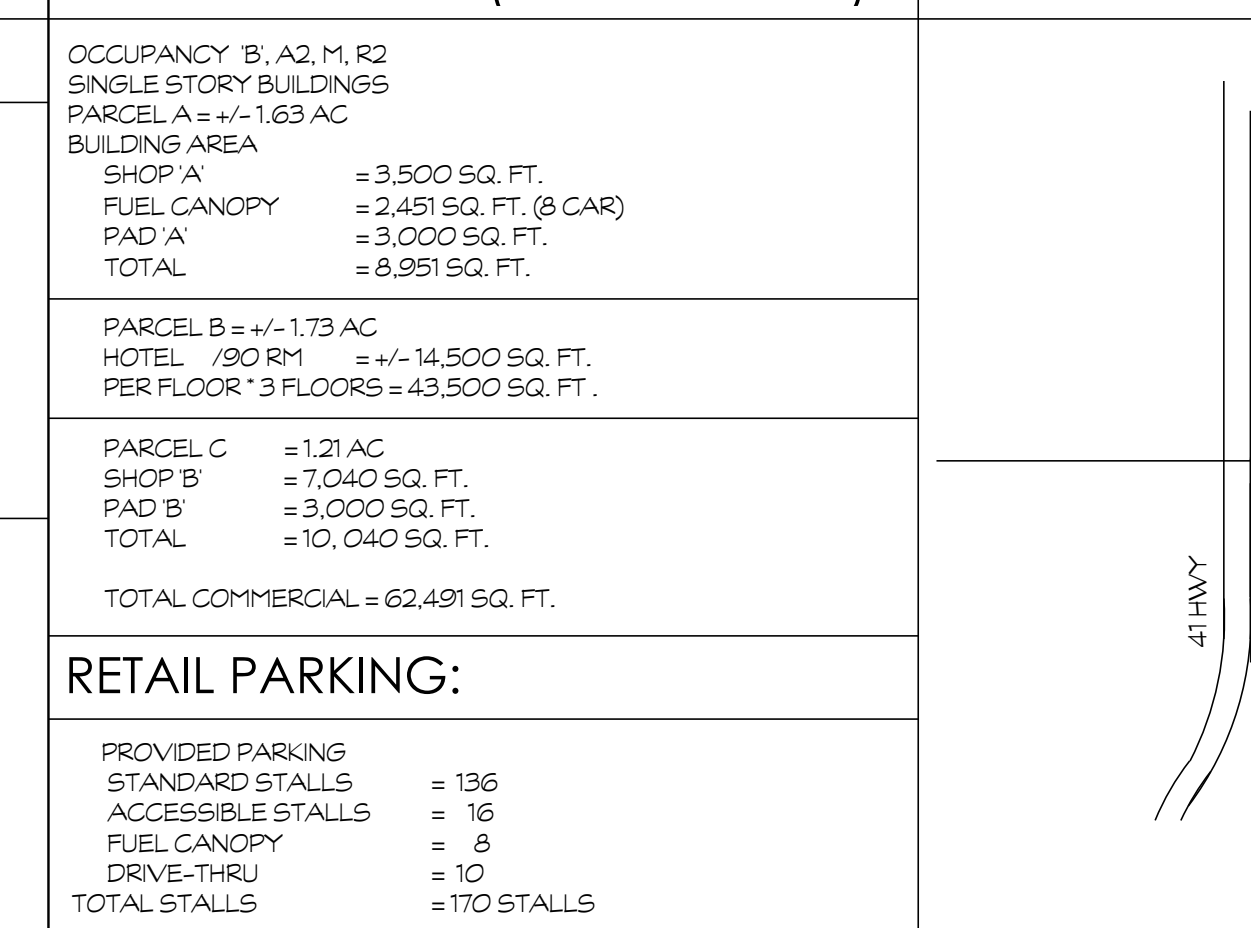 OCCUPANCY 'B', A2, M, R2
SINGLE STORY BUILDINGS
PARCEL A = +/- 1.63 AC
BUILDING AREA
SHOP 'A' = 3,500 SQ. FT.
FUEL CANOPY = 2,451 SQ. FT. (8 CAR)
PAD 'A' = 3,000 SQ. FT.
TOTAL = 8,951 SQ. FT.
PARCEL B = +/- 1.73 AC
HOTEL /90 RM = +/- 14,500 SQ. FT.
PER FLOOR * 3 FLOORS = 43,500 SQ. FT .
PARCEL C = 1.21 AC
SHOP 'B' = 7,040 SQ. FT.
PAD 'B' = 3,000 SQ. FT.
TOTAL = 10, 040 SQ. FT.
TOTAL COMMERCIAL = 62,491 SQ. FT.
RETAIL PARKING:
PROVIDED PARKING
STANDARD STALLS = 136
ACCESSIBLE STALLS = 16
FUEL CANOPY = 8
DRIVE-THRU = 10
TOTAL STALLS = 170 STALLS
41 HWY